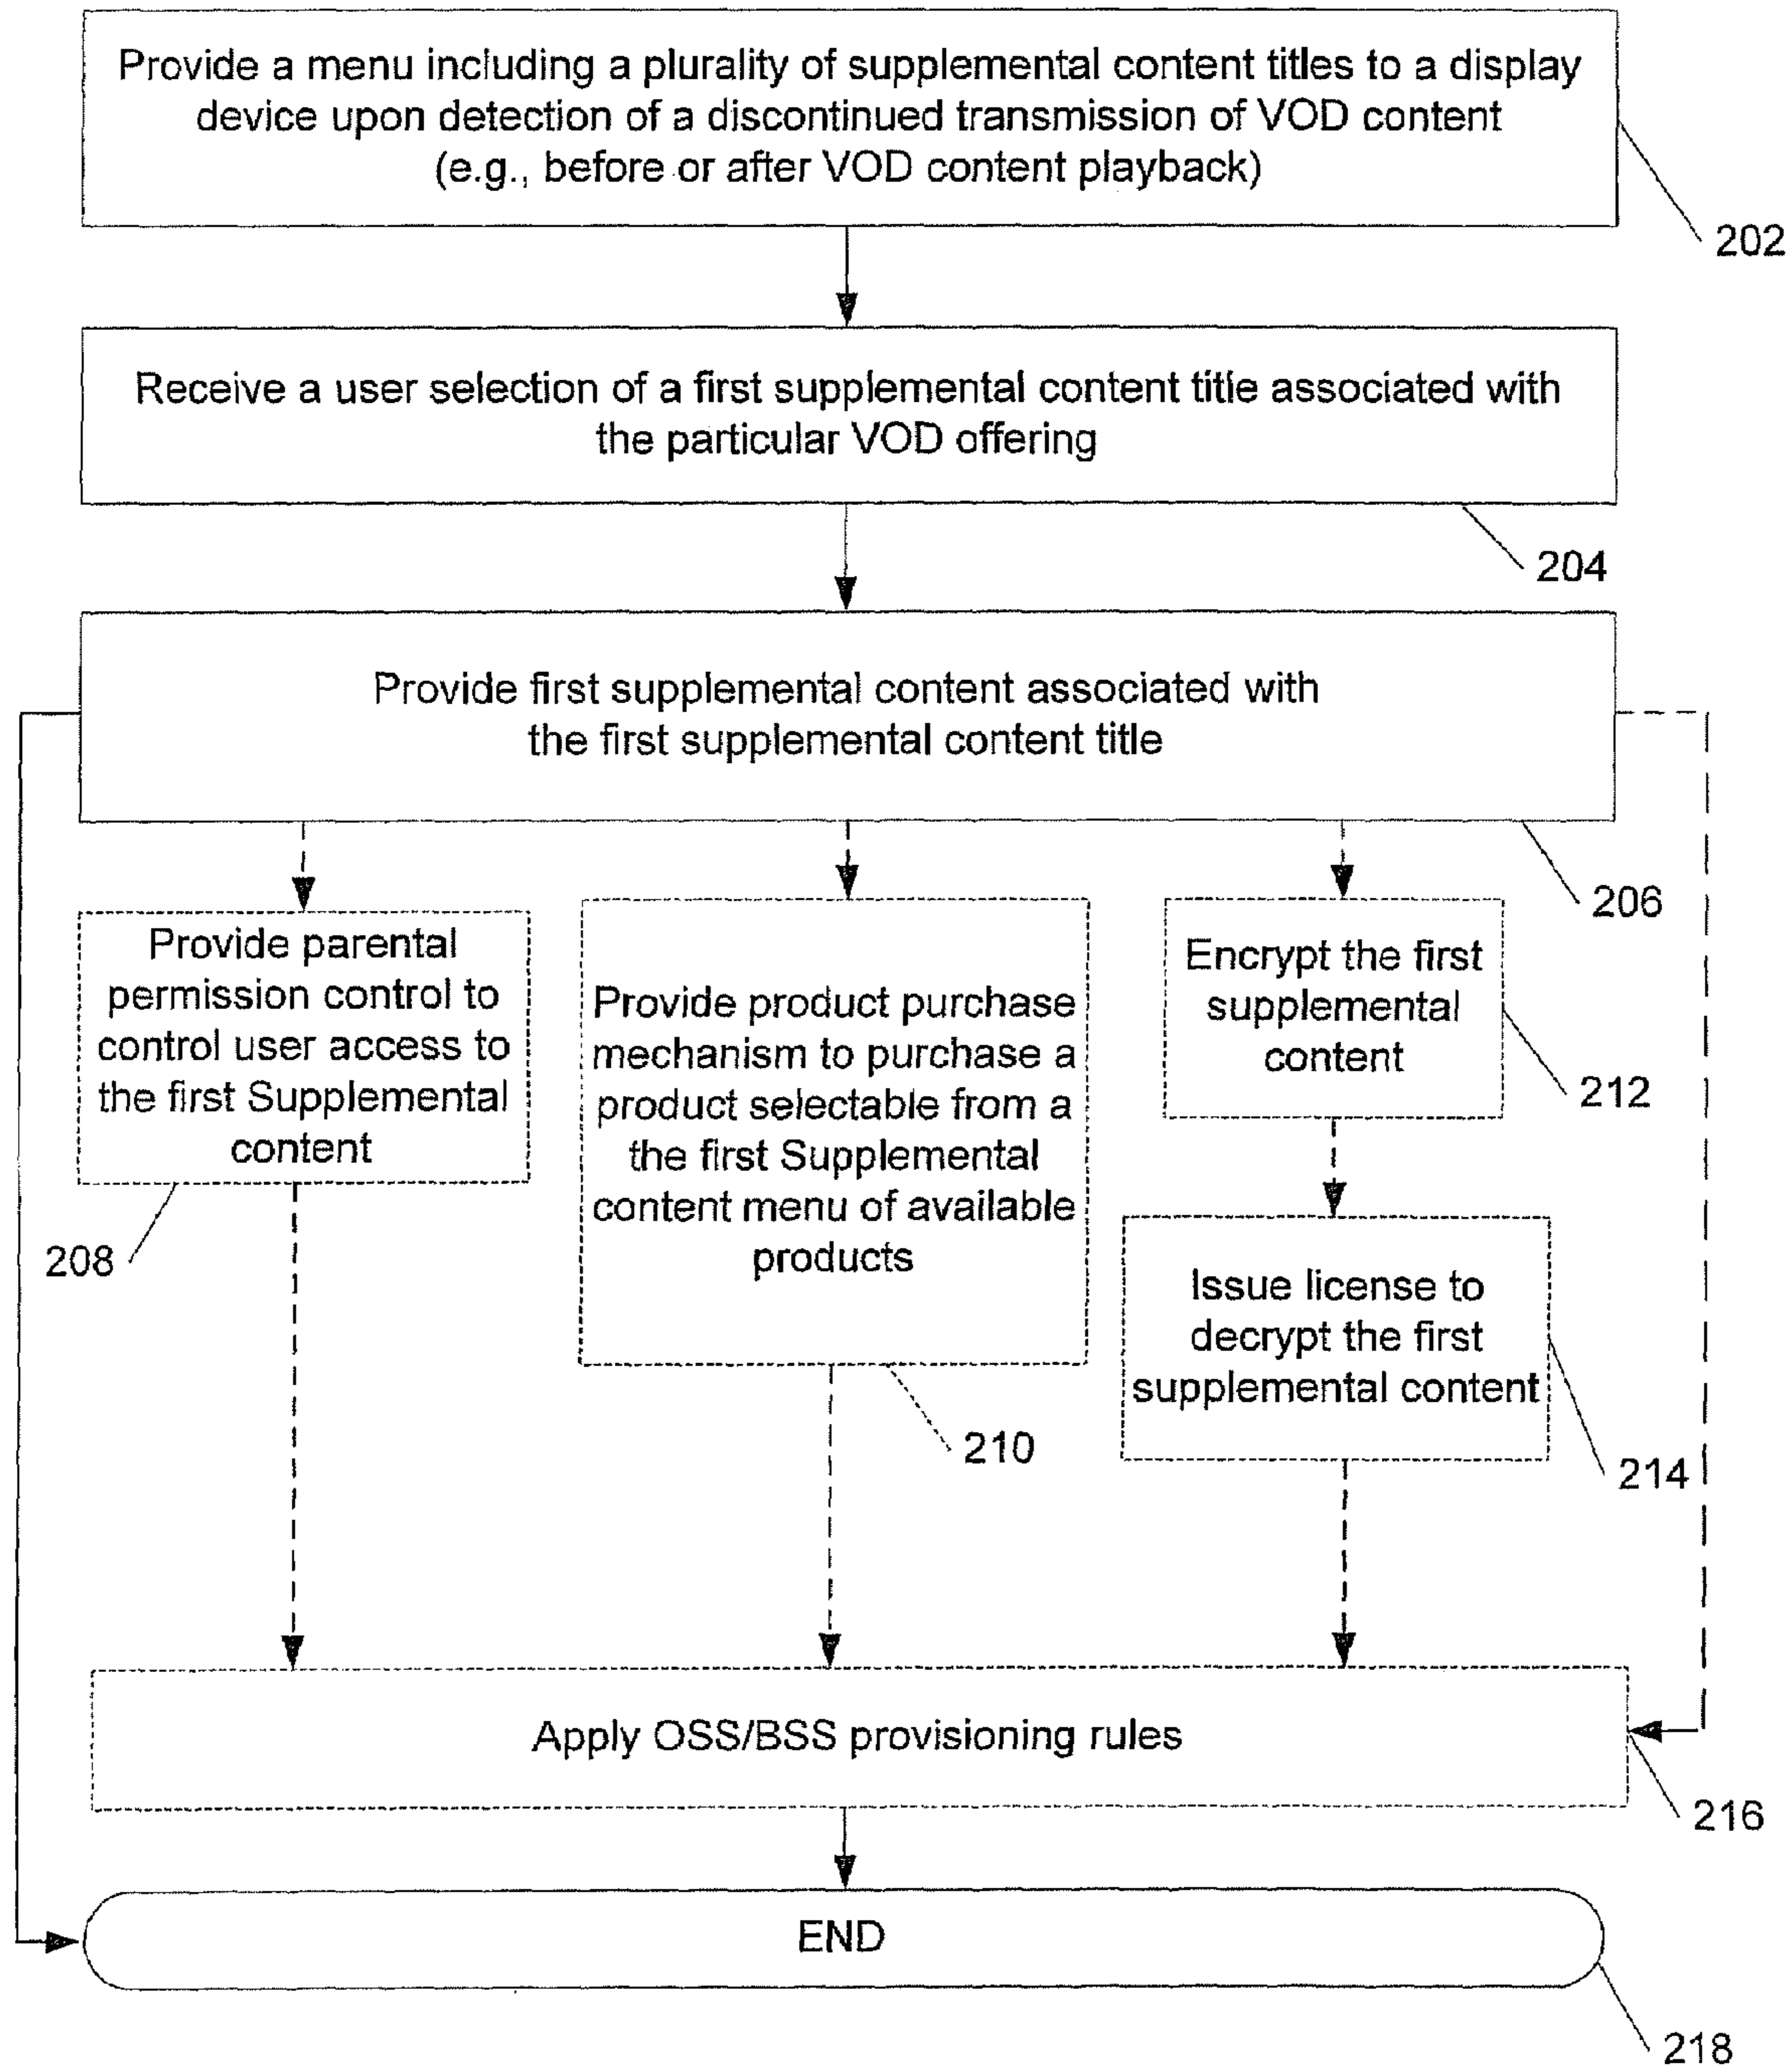 Provide a menu including a plurality of supplemental content titles to a display
device upon detection of a discontinued transmission of VOD content
(e.g., before or after VOD content playback)
202
Receive a user selection of a first supplemental content title associated with
the particular VOD offering
204
Provide first supplemental content associated with
the first supplemental content title
206
Provide parental
permission control to
control user access to
the first Supplemental
content
208
Provide product purchase
mechanism to purchase a
product selectable from a
the first Supplemental
content menu of available
products
210
Encrypt the first
supplemental
content
212
Issue license to
decrypt the first
supplemental content
214
Apply OSS/BSS provisioning rules
216
END
218